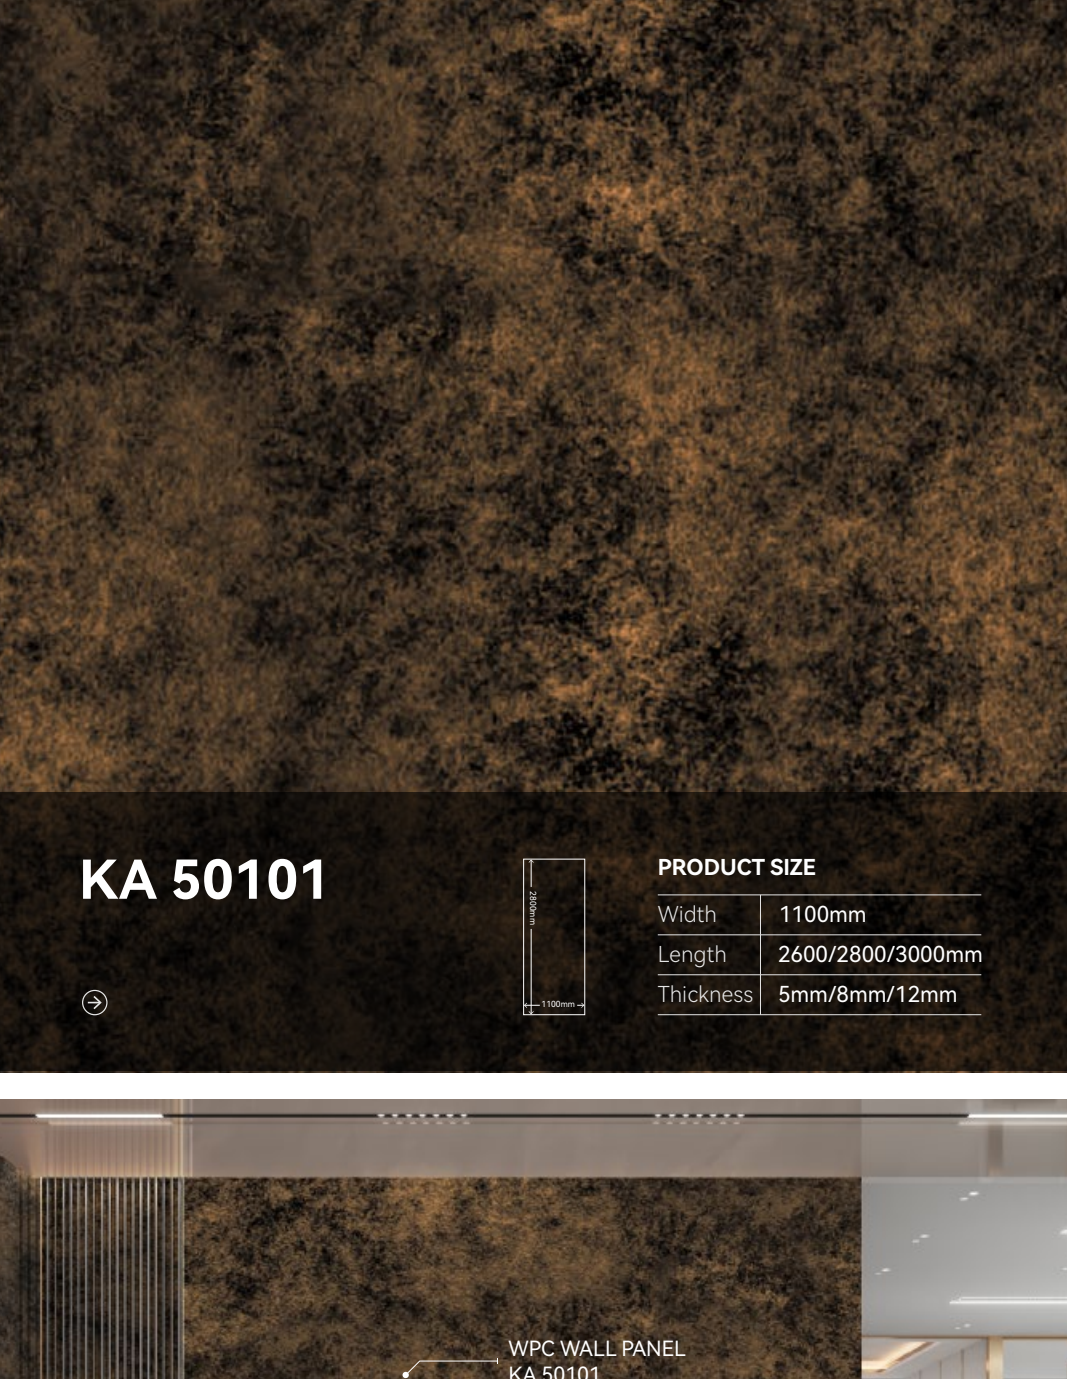 KA 50101
2800mm
1100mm
PRODUCT SIZE
Width 1100mm
Length 2600/2800/3000mm
Thickness 5mm/8mm/12mm
WPC WALL PANEL
KA 50101